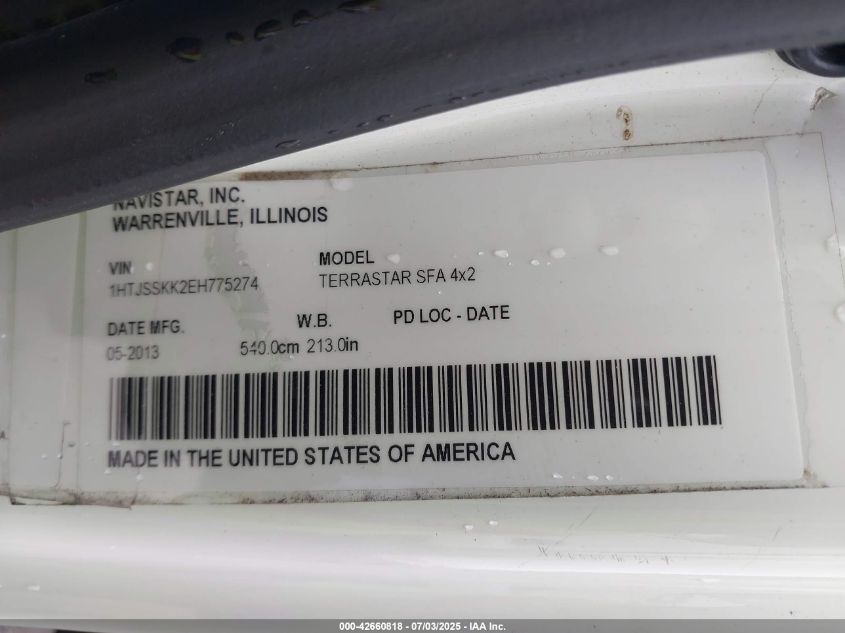 NAVISTAR, INC.
WARRENVILLE, ILLINOIS
VIN MODEL
1HTJSSKK2EH775274 TERRASTAR SFA 4x2
DATE MFG. W.B. PD LOC - DATE
05-2013 540.0cm 213.0in
MADE IN THE UNITED STATES OF AMERICA
000-42660818 - 07/03/2025 - IAA Inc.